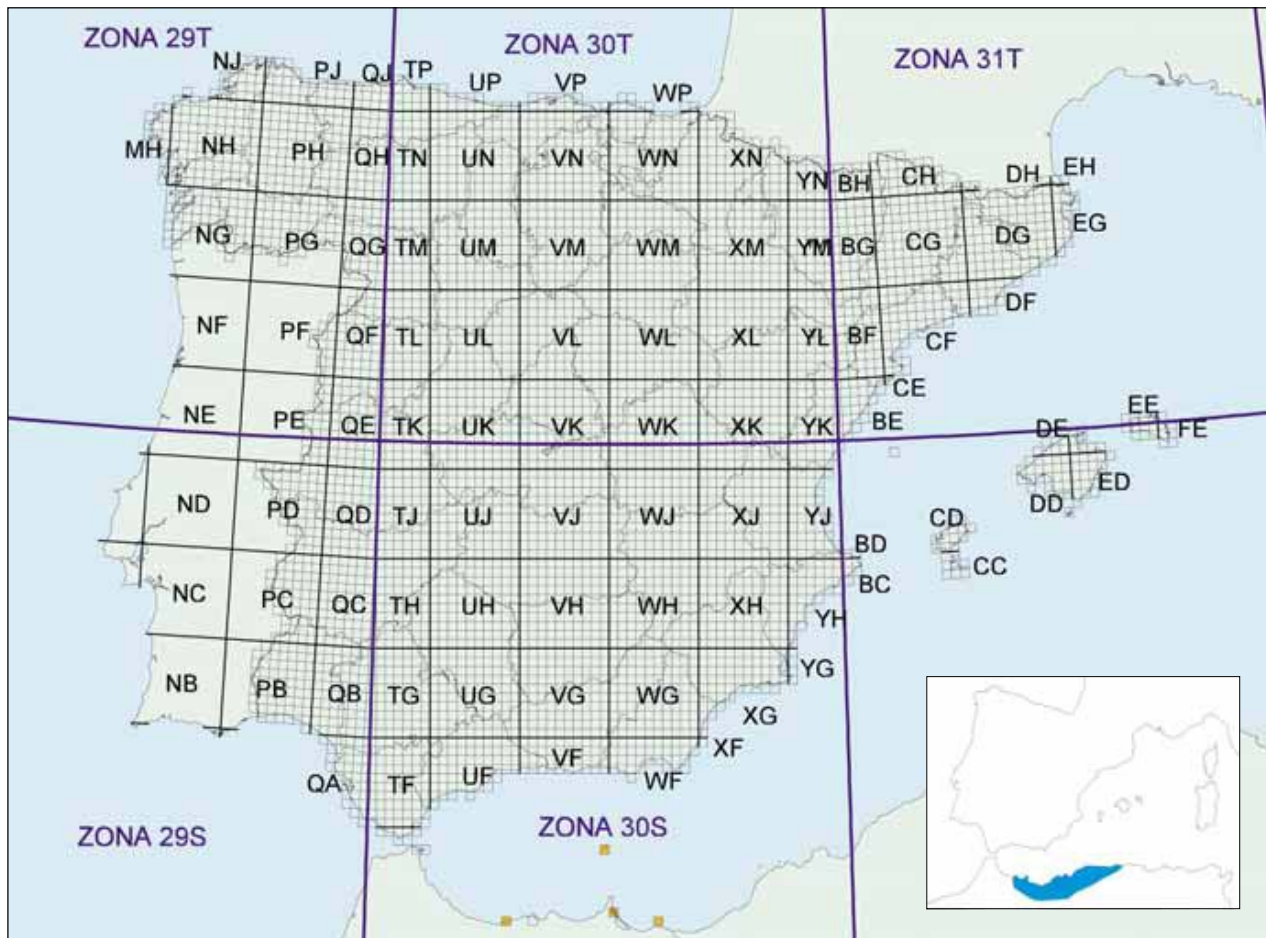 ZONA 29T
ZONA 30T
ZONA 31T
NJ
PJ
QJ
TP
UP
VP
WP
MH
NH
PH
QH
TN
UN
VN
WN
XN
YN
BH
CH
DH
EH
NG
PG
QG
TM
UM
VM
WM
XM
YM
BG
CG
DG
EG
NF
PF
QF
TL
UL
VL
WL
XL
YL
BF
CF
DF
NE
PE
QE
TK
UK
VK
WK
XK
YK
BE
CE
DE
EE
FE
ND
PD
QD
TJ
UJ
VJ
WJ
XJ
YJ
BD
CD
DD
ED
NC
PC
QC
TH
UH
VH
WH
XH
YH
BC
CC
NB
PB
QB
TG
UG
VG
WG
XG
YG
QA
TF
UF
VF
WF
XF
ZONA 29S
ZONA 30S